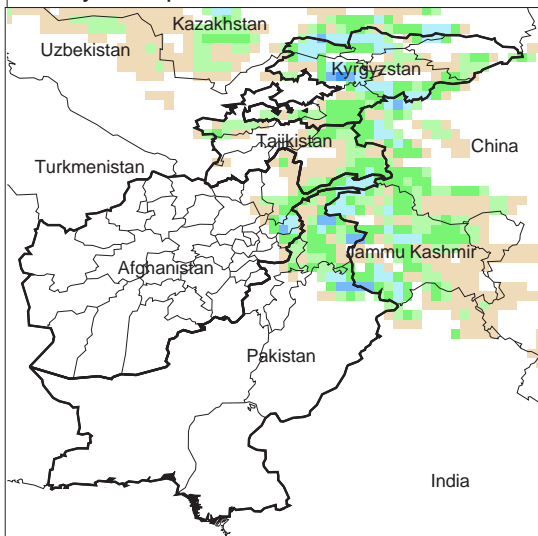 Kazakhstan
Uzbekistan
Kyrgyzstan
Tajikistan
China
Turkmenistan
Jammu Kashmir
Afghanistan
Pakistan
India